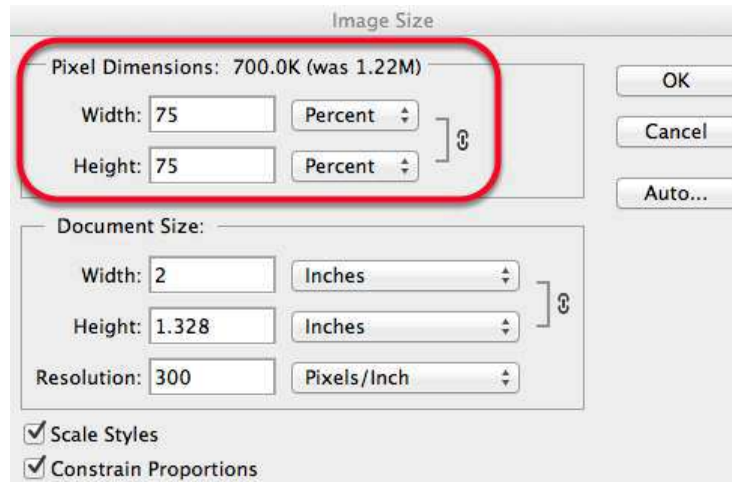 Image Size
Pixel Dimensions: 700.0K (was 1.22M)
Width: 75 Percent
Height: 75 Percent
OK
Cancel
Auto...
Document Size:
Width: 2 Inches
Height: 1.328 Inches
Resolution: 300 Pixels/Inch
Scale Styles
Constrain Proportions